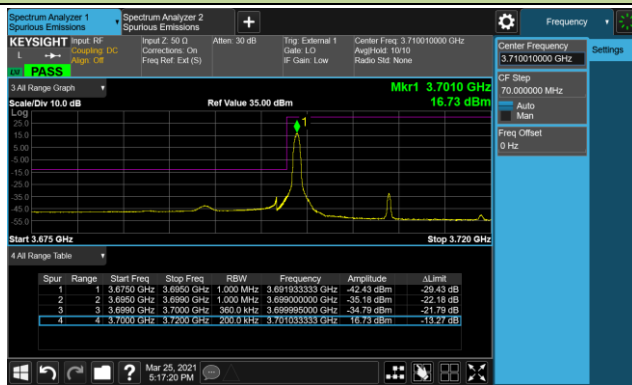 Spectrum Analyzer 1
Spurious Emissions
Spectrum Analyzer 2
Spurious Emissions
+
Frequency
KEYSIGHT
L
Input: RF
Coupling: DC
Align: Off
Input Z: 50 Ω
Corrections: On
Freq Ref: Ext (S)
Atten: 30 dB
Trig: External 1
Gate: LO
IF Gain: Low
Center Freq: 3.710010000 GHz
Avg|Hold: 10/10
Radio Std: None
LW PASS
3 All Range Graph
Mkr1 3.7010 GHz
Scale/Div 10.0 dB
Ref Value 35.00 dBm
16.73 dBm
Log
25.0
15.0
5.00
-5.00
-15.0
-25.0
-35.0
-45.0
-55.0
1
Start 3.675 GHz
Stop 3.720 GHz
4 All Range Table
Spur Range Start Freq Stop Freq RBW Frequency Amplitude ΔLimit
1 1 3.6750 GHz 3.6950 GHz 1.000 MHz 3.691933333 GHz -42.43 dBm -29.43 dB
2 2 3.6950 GHz 3.6990 GHz 1.000 MHz 3.699000000 GHz -35.18 dBm -22.18 dB
3 3 3.6990 GHz 3.7000 GHz 360.0 kHz 3.699995000 GHz -34.79 dBm -21.79 dB
4 4 3.7000 GHz 3.7200 GHz 200.0 kHz 3.701033333 GHz 16.73 dBm -13.27 dB
Center Frequency
3.710010000 GHz
Settings
CF Step
70.000000 MHz
Auto
Man
Freq Offset
0 Hz
?
Mar 25, 2021
5:17:20 PM